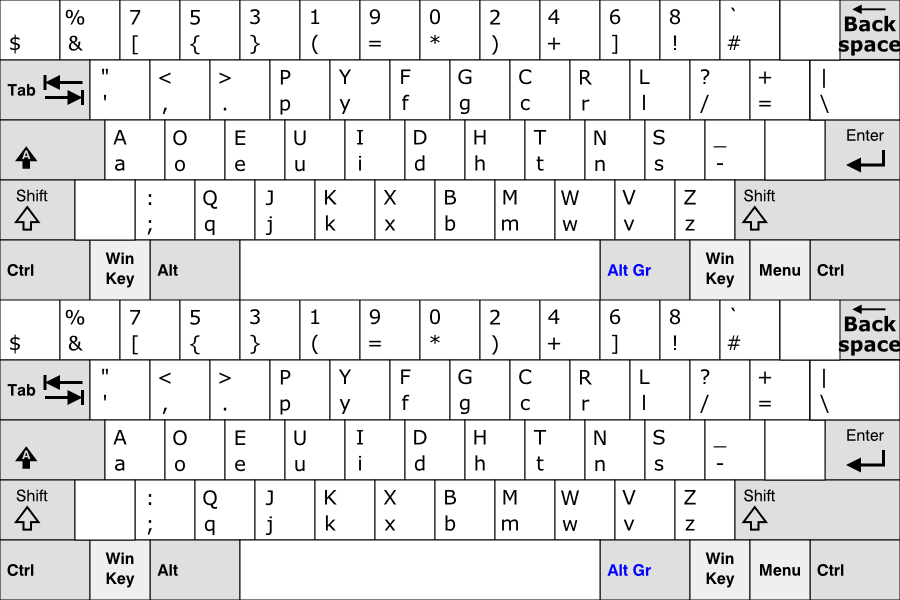 % 7 5 3 1 9 0 2 4 6 8 ` Back
$ & [ { } ( = * ) + ] ! # space
Tab " < > P Y F G C R L ? + |
' , . p y f g c r l / = \
A A O E U I D H T N S _ Enter
a o e u i d h t n s -
Shift : Q J K X B M W V Z Shift
; q j k x b m w v z
Ctrl Win Key Alt Alt Gr Win Key Menu Ctrl
% 7 5 3 1 9 0 2 4 6 8 ` Back
$ & [ { } ( = * ) + ] ! # space
Tab " < > P Y F G C R L ? + |
' , . p y f g c r l / = \
A A O E U I D H T N S _ Enter
a o e u i d h t n s -
Shift : Q J K X B M W V Z Shift
; q j k x b m w v z
Ctrl Win Key Alt Alt Gr Win Key Menu Ctrl